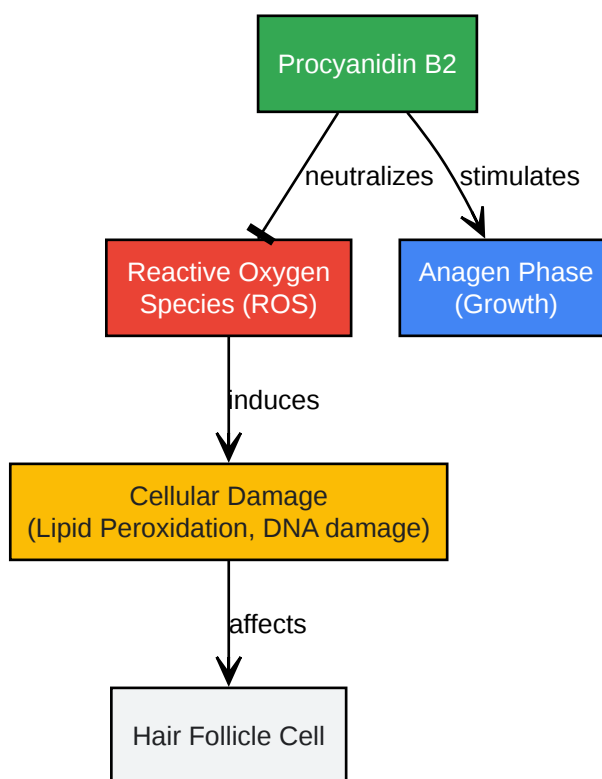 Procyanidin B2
neutralizes
stimulates
Reactive Oxygen
Species (ROS)
Anagen Phase
(Growth)
induces
Cellular Damage
(Lipid Peroxidation, DNA damage)
affects
Hair Follicle Cell